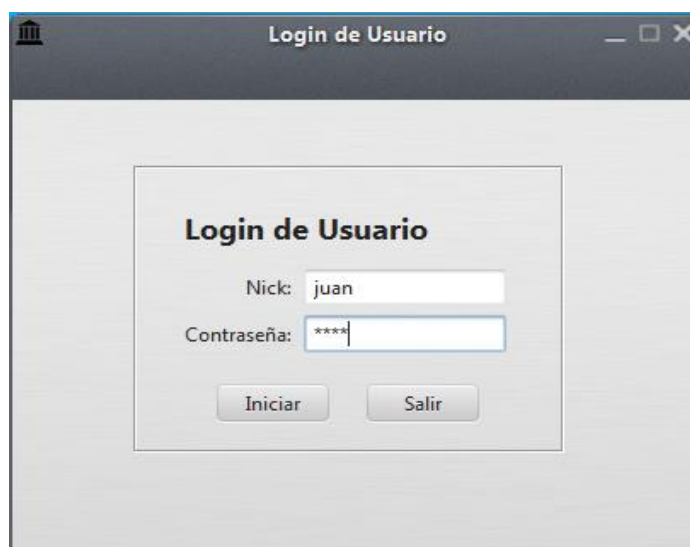 Login de Usuario
Login de Usuario
Nick: juan
Contraseña: ****
Iniciar Salir